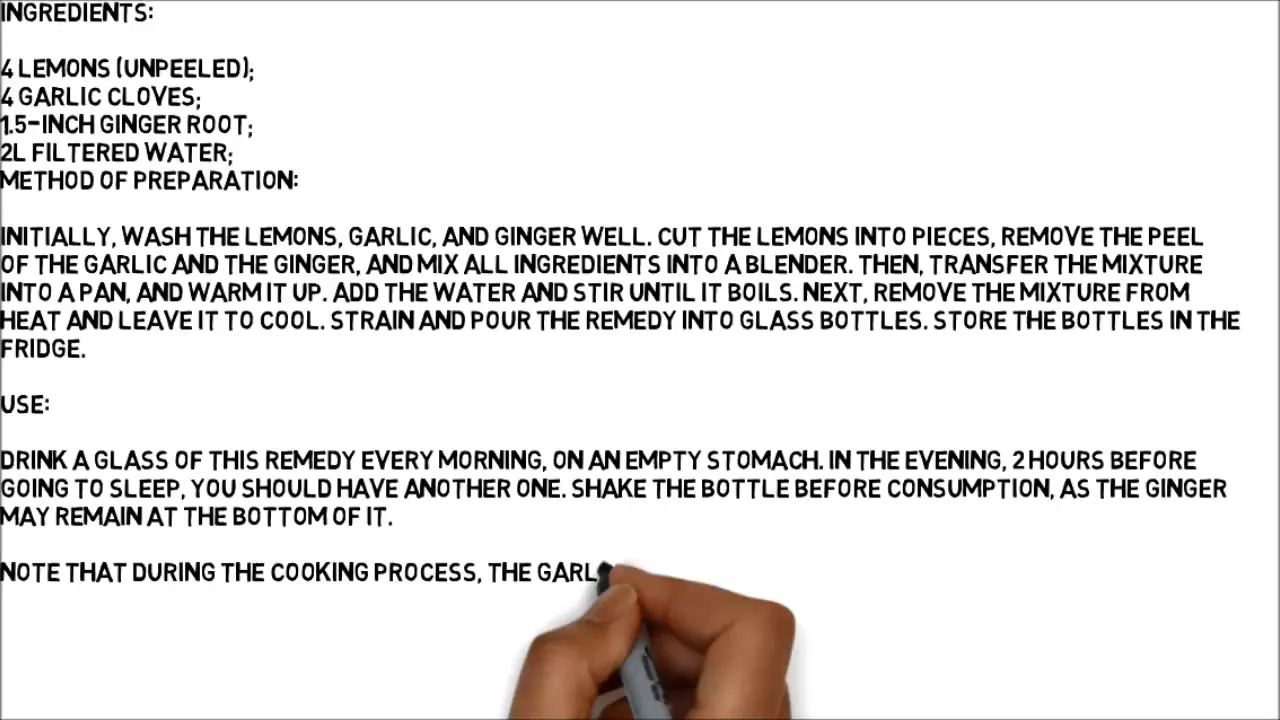 INGREDIENTS:
4 LEMONS (UNPEELED);
4 GARLIC CLOVES;
1.5-INCH GINGER ROOT;
2L FILTERED WATER;
METHOD OF PREPARATION:
INITIALLY, WASH THE LEMONS, GARLIC, AND GINGER WELL. CUT THE LEMONS INTO PIECES, REMOVE THE PEEL
OF THE GARLIC AND THE GINGER, AND MIX ALL INGREDIENTS INTO A BLENDER. THEN, TRANSFER THE MIXTURE
INTO A PAN, AND WARM IT UP. ADD THE WATER AND STIR UNTIL IT BOILS. NEXT, REMOVE THE MIXTURE FROM
HEAT AND LEAVE IT TO COOL. STRAIN AND POUR THE REMEDY INTO GLASS BOTTLES. STORE THE BOTTLES IN THE
FRIDGE.
USE:
DRINK A GLASS OF THIS REMEDY EVERY MORNING, ON AN EMPTY STOMACH. IN THE EVENING, 2 HOURS BEFORE
GOING TO SLEEP, YOU SHOULD HAVE ANOTHER ONE. SHAKE THE BOTTLE BEFORE CONSUMPTION, AS THE GINGER
MAY REMAIN AT THE BOTTOM OF IT.
NOTE THAT DURING THE COOKING PROCESS, THE GARL